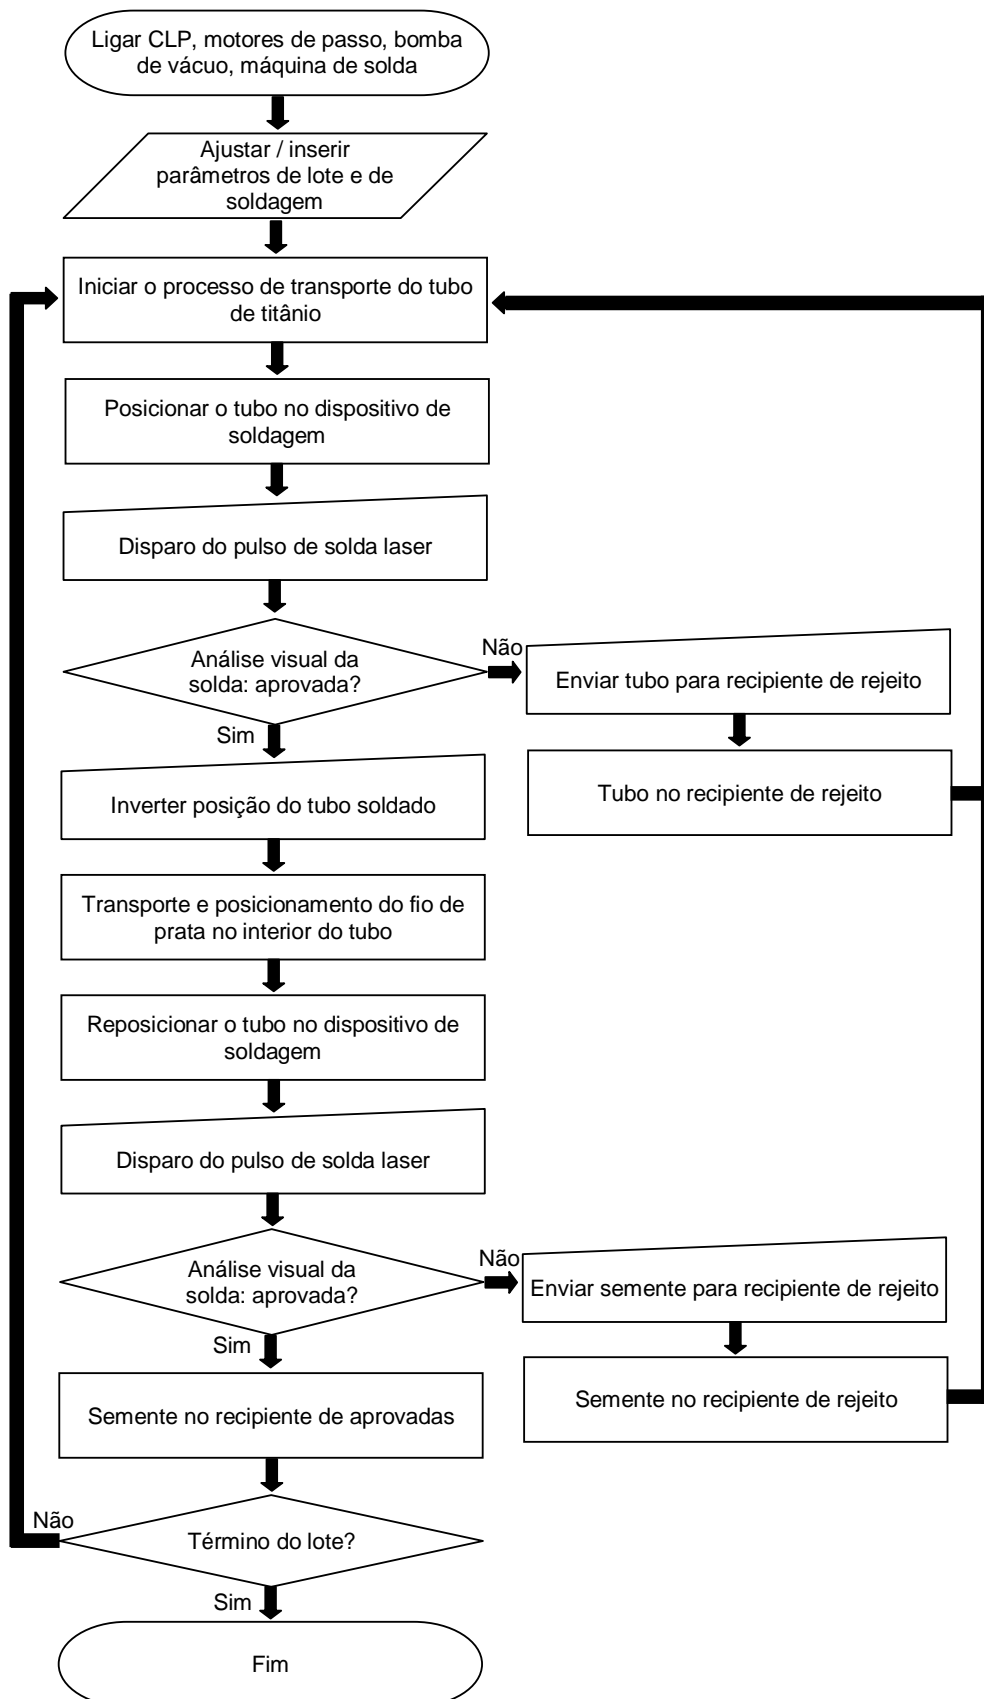 Ligar CLP, motores de passo, bomba
de vácuo, máquina de solda
Ajustar / inserir
parâmetros de lote e de
soldagem
Iniciar o processo de transporte do tubo
de titânio
Posicionar o tubo no dispositivo de
soldagem
Disparo do pulso de solda laser
Análise visual da
solda: aprovada?
Não
Enviar tubo para recipiente de rejeito
Tubo no recipiente de rejeito
Sim
Inverter posição do tubo soldado
Transporte e posicionamento do fio de
prata no interior do tubo
Reposicionar o tubo no dispositivo de
soldagem
Disparo do pulso de solda laser
Análise visual da
solda: aprovada?
Não
Enviar semente para recipiente de rejeito
Semente no recipiente de rejeito
Sim
Semente no recipiente de aprovadas
Término do lote?
Não
Sim
Fim